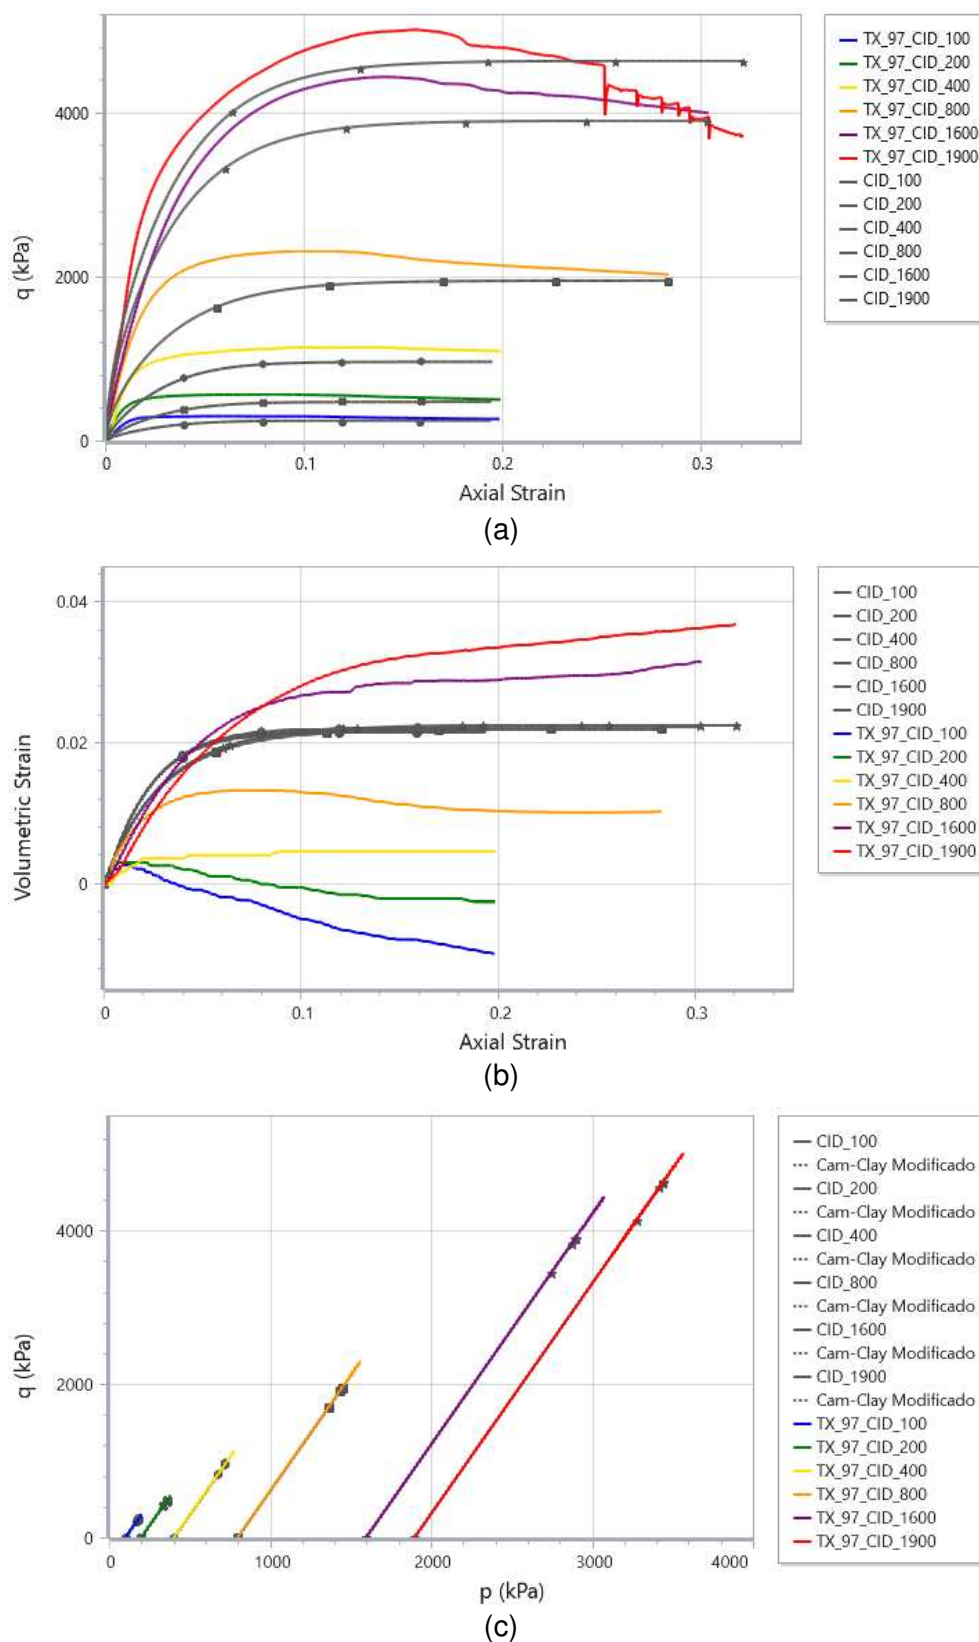 4000
2000
0
q (kPa)
0
0.1
0.2
0.3
Axial Strain
TX_97_CID_100
TX_97_CID_200
TX_97_CID_400
TX_97_CID_800
TX_97_CID_1600
TX_97_CID_1900
CID_100
CID_200
CID_400
CID_800
CID_1600
CID_1900
(a)
0.04
0.02
0
Volumetric Strain
0
0.1
0.2
0.3
Axial Strain
CID_100
CID_200
CID_400
CID_800
CID_1600
CID_1900
TX_97_CID_100
TX_97_CID_200
TX_97_CID_400
TX_97_CID_800
TX_97_CID_1600
TX_97_CID_1900
(b)
4000
2000
0
q (kPa)
0
1000
2000
3000
4000
p (kPa)
CID_100
Cam-Clay Modificado
CID_200
Cam-Clay Modificado
CID_400
Cam-Clay Modificado
CID_800
Cam-Clay Modificado
CID_1600
Cam-Clay Modificado
CID_1900
Cam-Clay Modificado
TX_97_CID_100
TX_97_CID_200
TX_97_CID_400
TX_97_CID_800
TX_97_CID_1600
TX_97_CID_1900
(c)